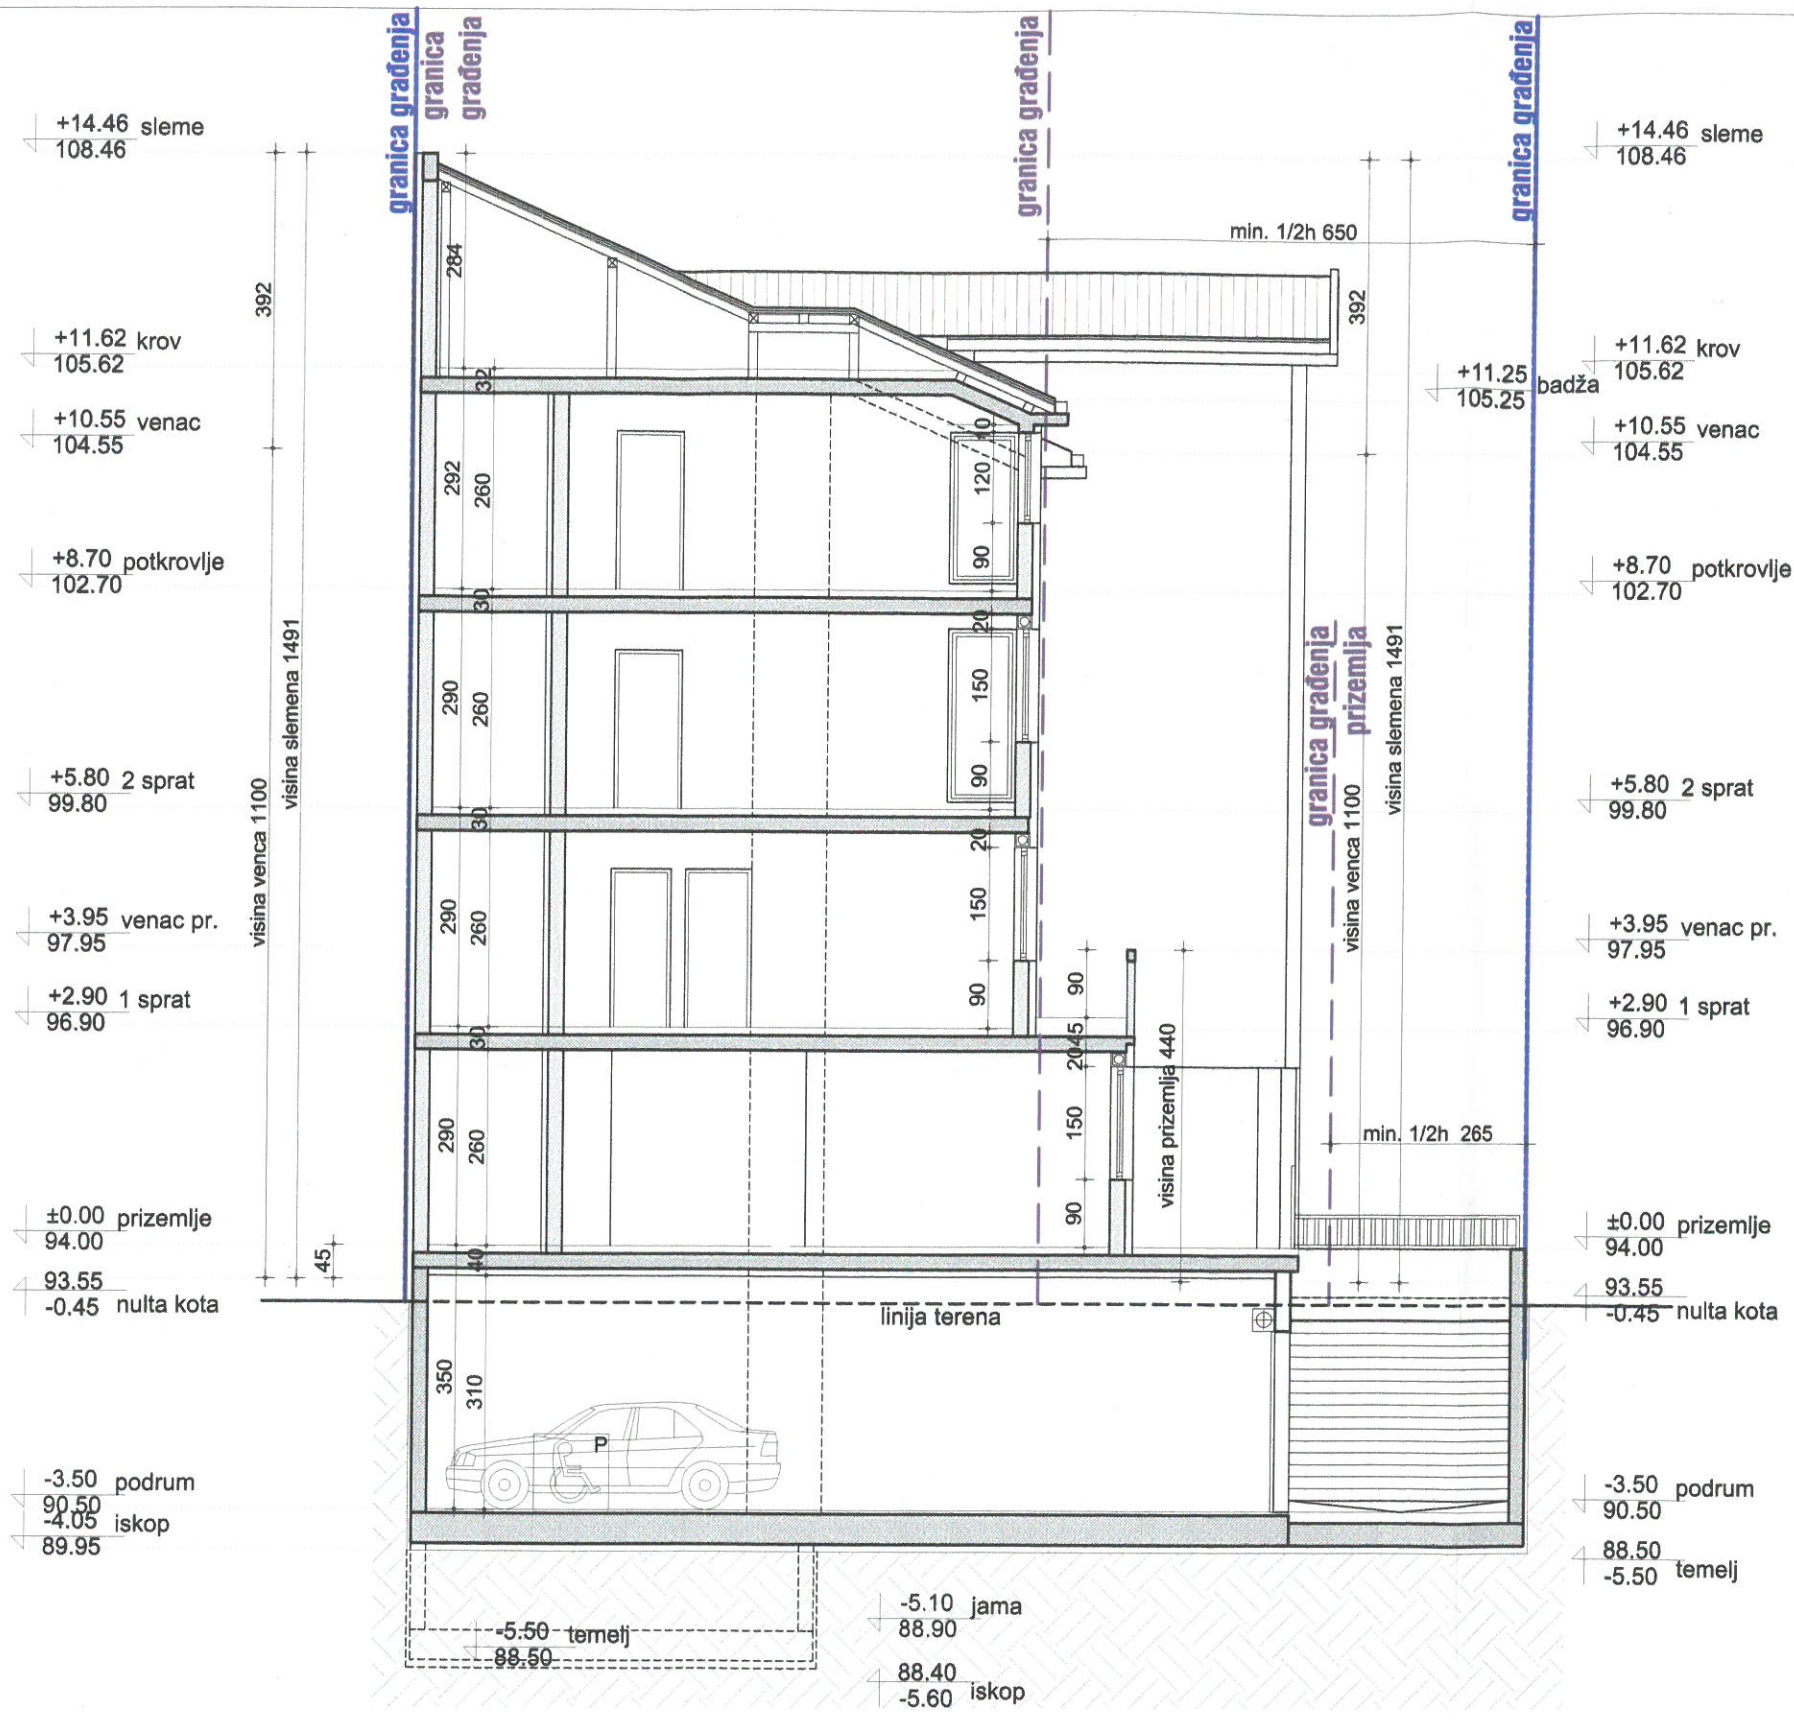 granica građenja
granica
građenja
granica građenja
granica građenja
+14.46 sleme
108.46
+11.62 krov
105.62
+10.55 venac
104.55
+8.70 potkrovlje
102.70
+5.80 2 sprat
99.80
+3.95 venac pr.
97.95
+2.90 1 sprat
96.90
±0.00 prizemlje
94.00
93.55
-0.45 nulta kota
-3.50 podrum
90.50
-4.05 iskop
89.95
392
visina venca 1100
visina slemena 1491
45
284
32
292
260
30
290
260
30
290
260
30
290
260
40
350
310
P
10
120
90
20
150
90
20
150
90
90
45
20
150
90
visina prizemlja 440
linija terena
min. 1/2h 650
392
+11.25 badža
105.25
granica građenja
prizemlja
visina venca 1100
visina slemena 1491
min. 1/2h 265
+14.46 sleme
108.46
+11.62 krov
105.62
+10.55 venac
104.55
+8.70 potkrovlje
102.70
+5.80 2 sprat
99.80
+3.95 venac pr.
97.95
+2.90 1 sprat
96.90
±0.00 prizemlje
94.00
93.55
-0.45 nulta kota
-3.50 podrum
90.50
88.50
-5.50 temelj
-5.50 temelj
88.50
-5.10 jama
88.90
88.40
-5.60 iskop